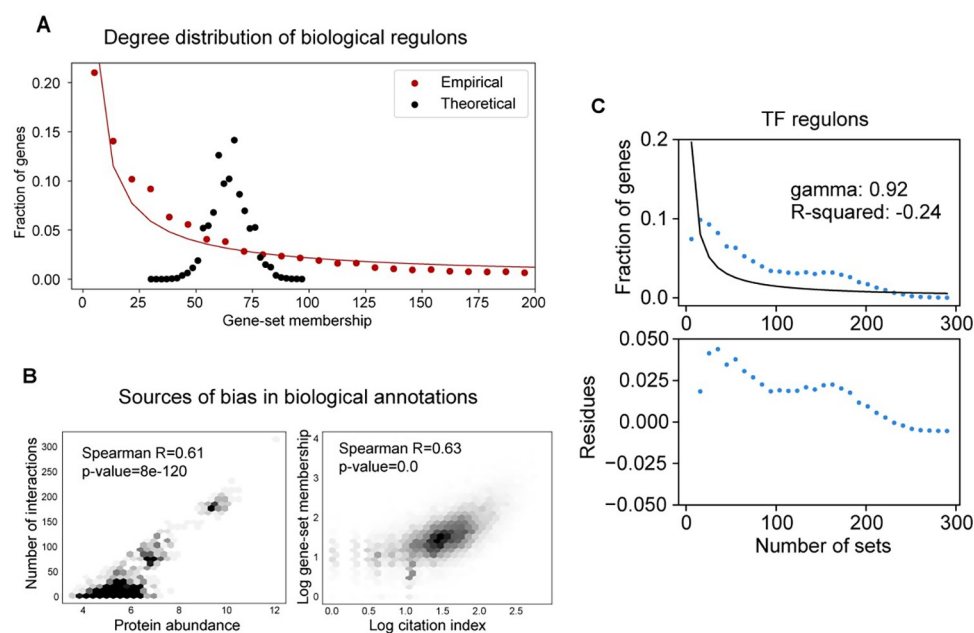 A
Degree distribution of biological regulons
Fraction of genes
0.20
0.15
0.10
0.05
0.00
Empirical
Theoretical
0 25 50 75 100 125 150 175 200
Gene-set membership
B
Sources of bias in biological annotations
Number of interactions
300
250
200
150
100
50
0
Spearman R=0.61
p-value=8e-120
4 6 8 10 12
Protein abundance
Log gene-set membership
4
3
2
1
0
Spearman R=0.63
p-value=0.0
0.0 0.5 1.0 1.5 2.0 2.5
Log citation index
C
TF regulons
Fraction of genes
0.2
0.1
0.0
gamma: 0.92
R-squared: -0.24
0 100 200 300
Residues
0.050
0.025
0.000
−0.025
−0.050
0 100 200 300
Number of sets